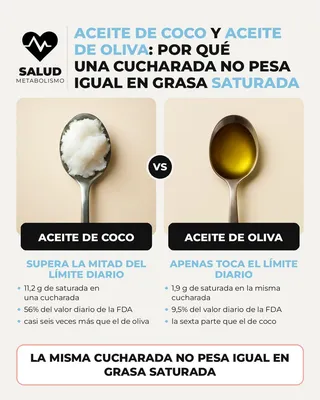 SALUD
METABOLISMO
ACEITE DE COCO Y ACEITE
DE OLIVA: POR QUÉ
UNA CUCHARADA NO PESA
IGUAL EN GRASA SATURADA
VS
ACEITE DE COCO
ACEITE DE OLIVA
SUPERA LA MITAD DEL
LÍMITE DIARIO
• 11,2 g de saturada en
una cucharada
• 56% del valor diario de la FDA
• casi seis veces más que el de oliva
APENAS TOCA EL LÍMITE
DIARIO
• 1,9 g de saturada en la misma
cucharada
• 9,5% del valor diario de la FDA
• la sexta parte que el de coco
LA MISMA CUCHARADA NO PESA IGUAL EN
GRASA SATURADA